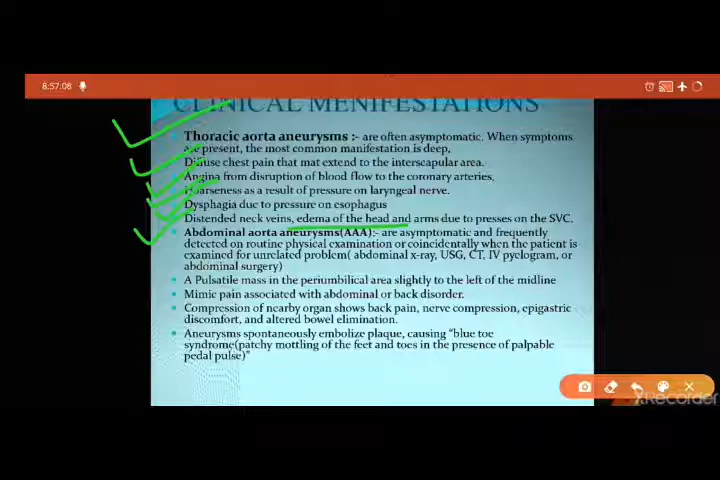 8:57:08
CLINICAL MENIFESTATIONS
Thoracic aorta aneurysms :- are often asymptomatic. When symptoms
are present, the most common manifestation is deep,
Diffuse chest pain that mat extend to the interscapular area.
Angina from disruption of blood flow to the coronary arteries,
Hoarseness as a result of pressure on laryngeal nerve.
Dysphagia due to pressure on esophagus
Distended neck veins, edema of the head and arms due to presses on the SVC.
Abdominal aorta aneurysms(AAA):- are asymptomatic and frequently
detected on routine physical examination or coincidentally when the patient is
examined for unrelated problem( abdominal x-ray, USG, CT, IV pyelogram, or
abdominal surgery)
A Pulsatile mass in the periumbilical area slightly to the left of the midline
Mimic pain associated with abdominal or back disorder.
Compression of nearby organ shows back pain, nerve compression, epigastric
discomfort, and altered bowel elimination.
Aneurysms spontaneously embolize plaque, causing "blue toe
syndrome(patchy mottling of the feet and toes in the presence of palpable
pedal pulse)"
XRecorder